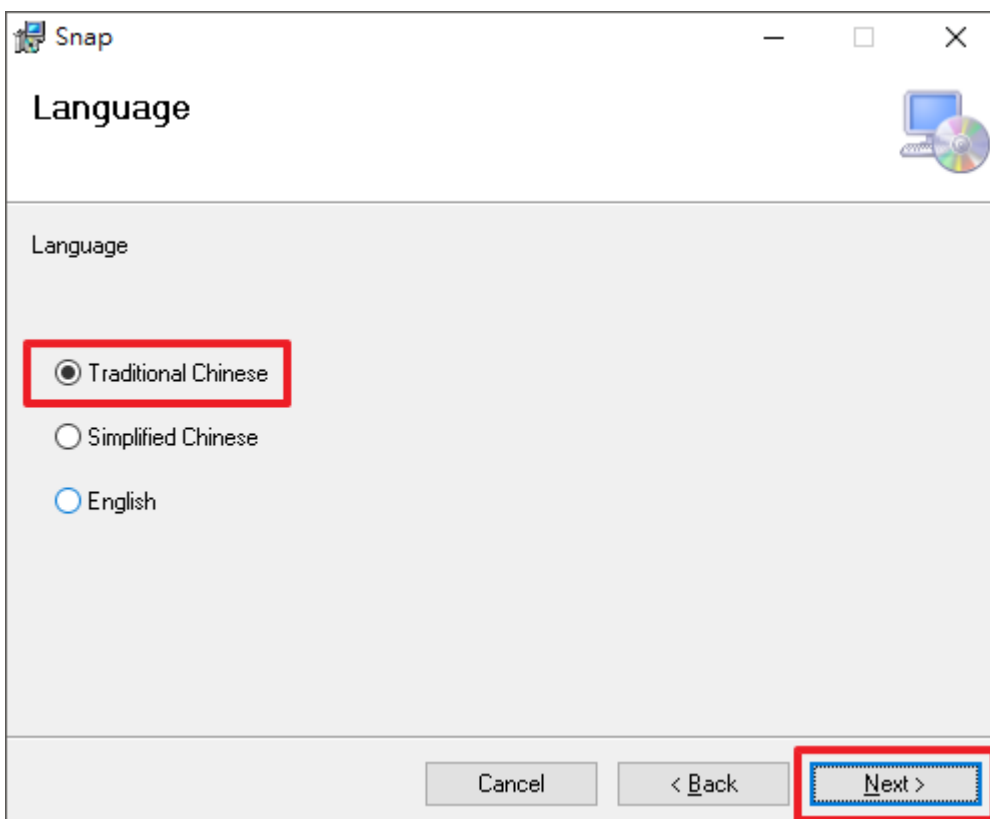 Snap
Language
Language
Traditional Chinese
Simplified Chinese
English
Cancel
< Back
Next >